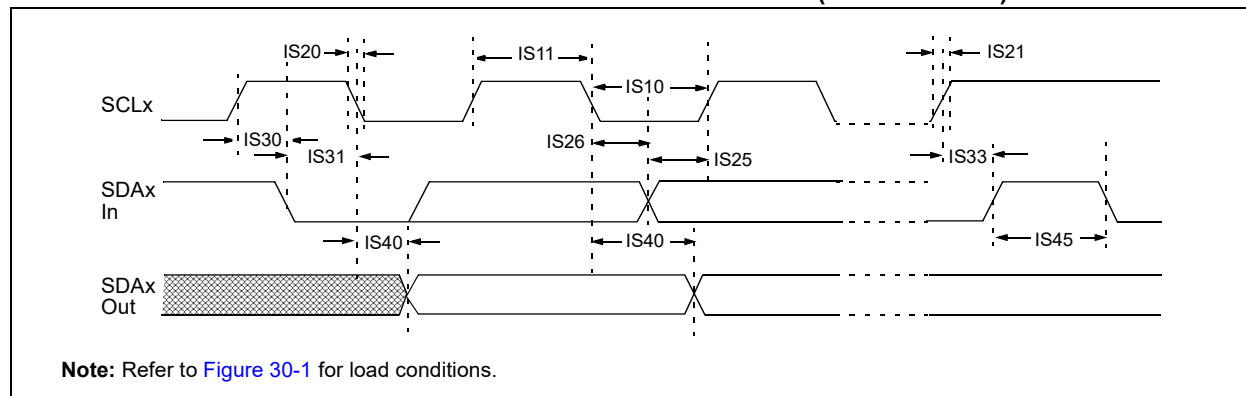 IS20
IS11
IS21
IS10
SCLx
IS30
IS26
IS31
IS25
IS33
SDAx
In
IS40
IS40
IS45
SDAx
Out
Note: Refer to Figure 30-1 for load conditions.